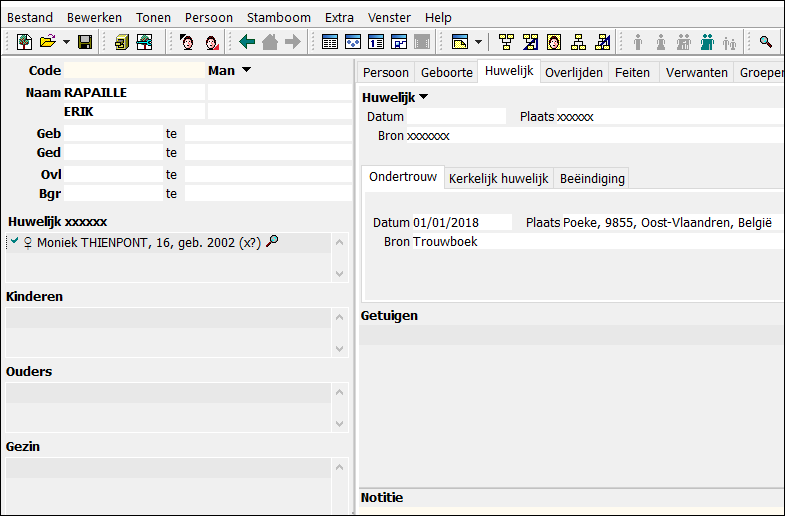 Bestand Bewerken Tonen Persoon Stamboom Extra Venster Help
Code Man
Naam RAPAILLE
ERIK
Geb te
Ged te
Ovl te
Bgr te
Huwelijk xxxxxx
Moniek THIENPONT, 16, geb. 2002 (x?)
Kinderen
Ouders
Gezin
Persoon Geboorte Huwelijk Overlijden Feiten Verwanten Groepen
Huwelijk
Datum Plaats xxxxxx
Bron xxxxxxx
Ondertrouw Kerkelijk huwelijk Beëindiging
Datum 01/01/2018 Plaats Poeke, 9855, Oost-Vlaandren, België
Bron Trouwboek
Getuigen
Notitie